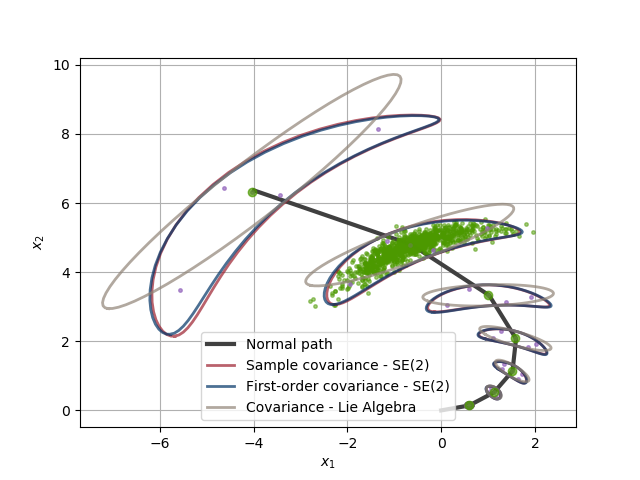 10
8
6
4
2
0
x₂
−6
−4
−2
0
2
x₁
Normal path
Sample covariance - SE(2)
First-order covariance - SE(2)
Covariance - Lie Algebra